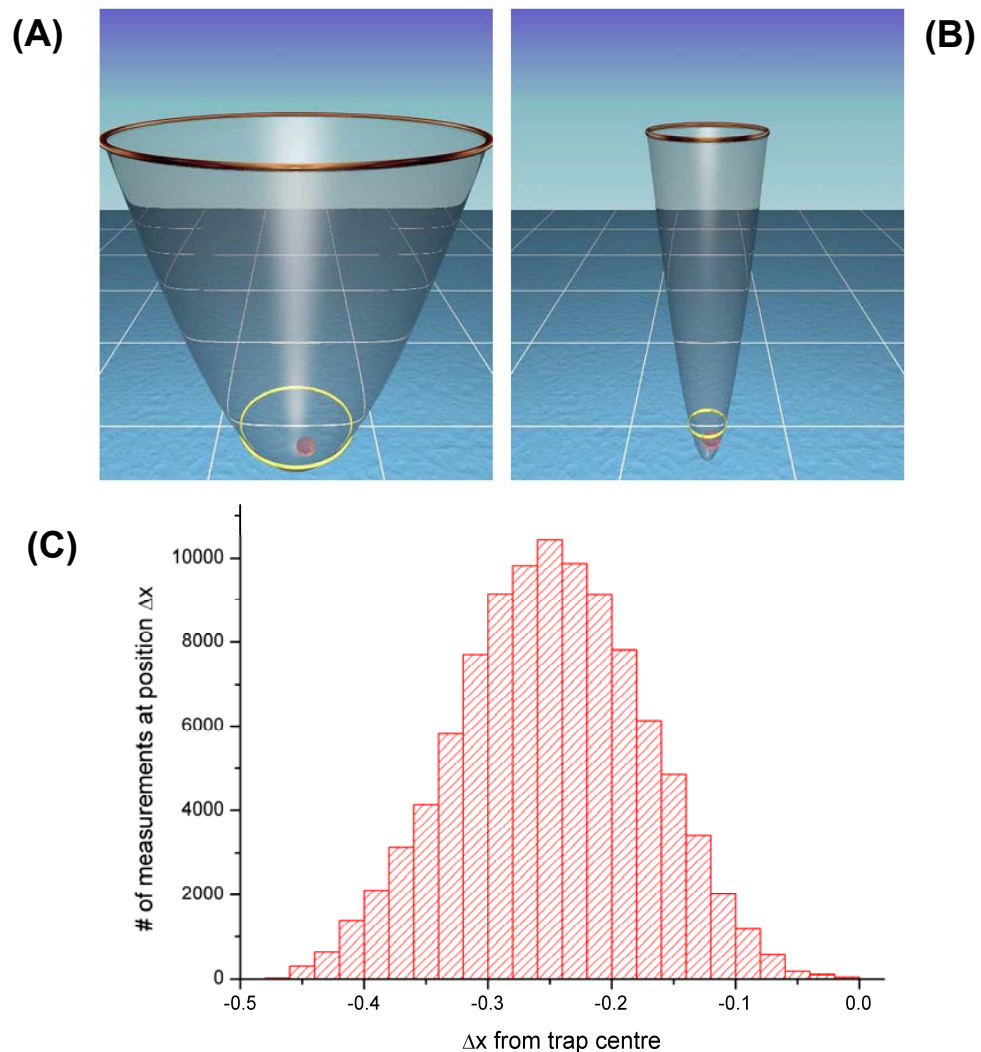 (A)
(B)
(C)
# of measurements at position Δx
10000
8000
6000
4000
2000
0
-0.5
-0.4
-0.3
-0.2
-0.1
0.0
Δx from trap centre